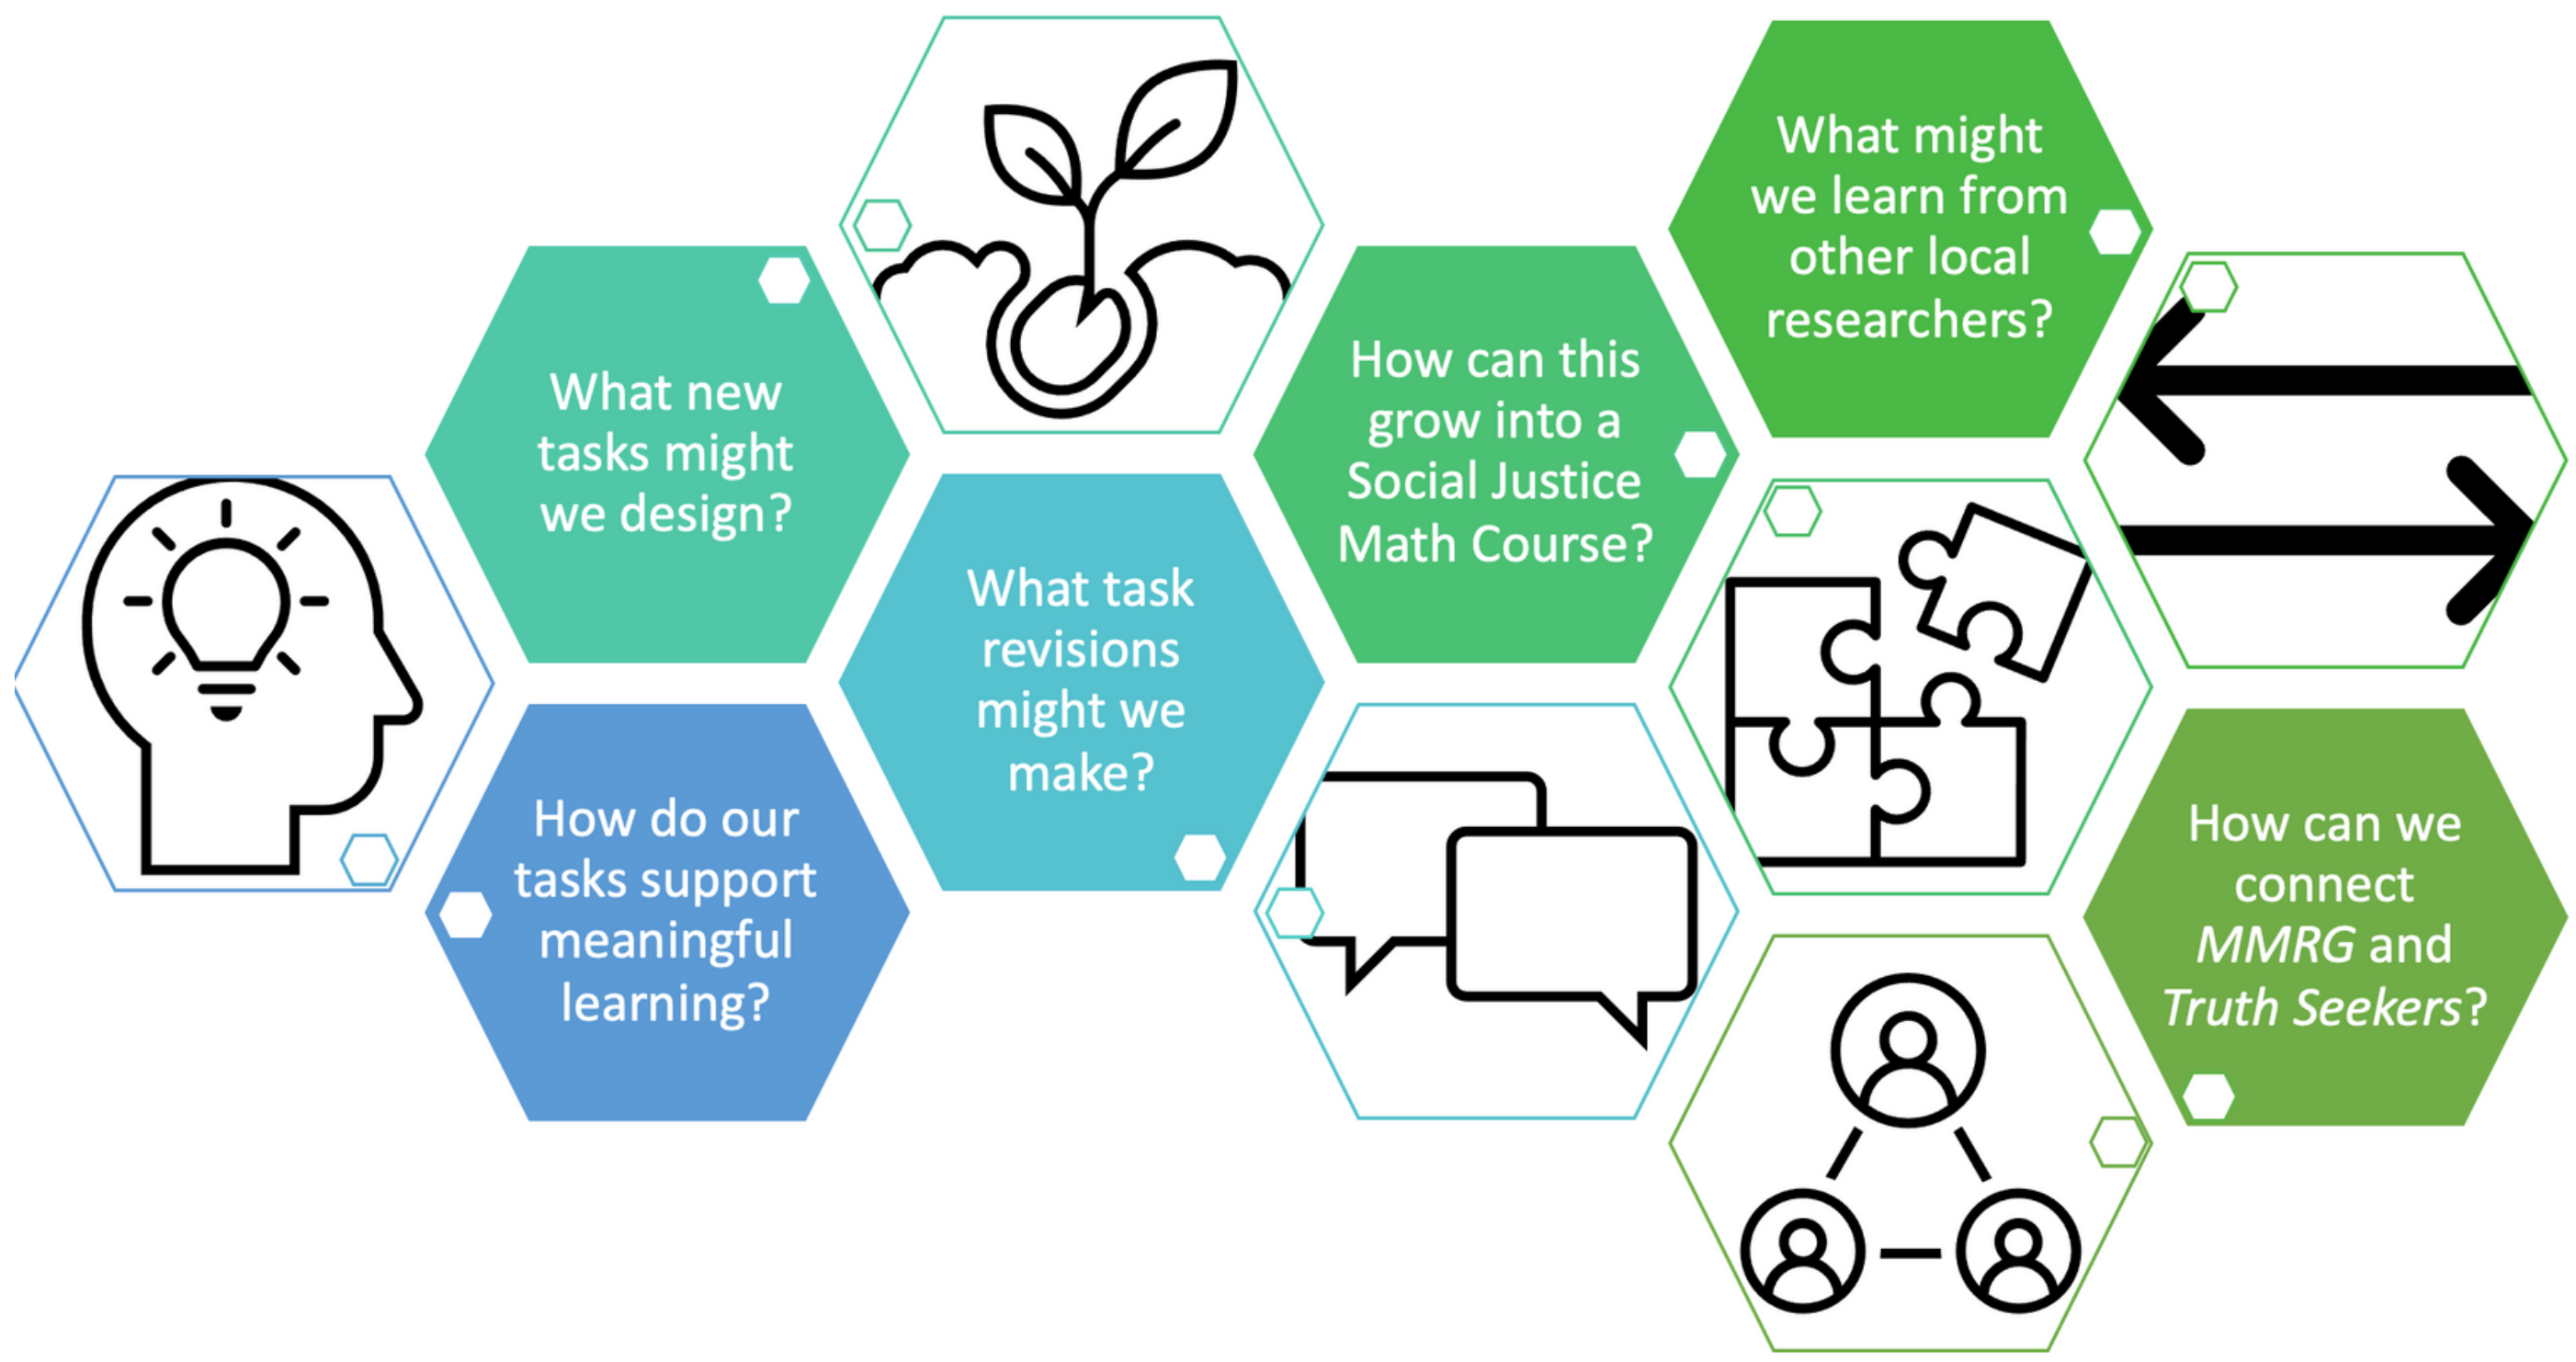 What new
tasks might
we design?
How do our
tasks support
meaningful
learning?
What task
revisions
might we
make?
How can this
grow into a
Social Justice
Math Course?
What might
we learn from
other local
researchers?
How can we
connect
MMRG and
Truth Seekers?